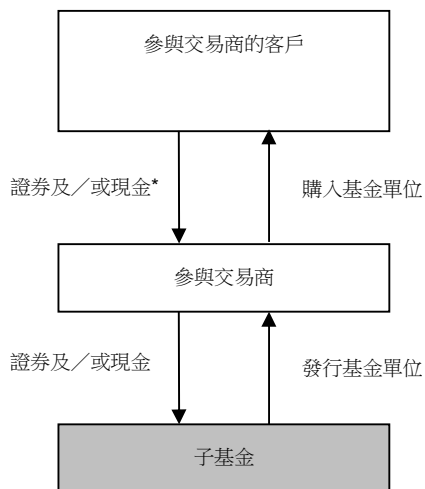 參與交易商的客戶
證券及／或現金*
購入基金單位
參與交易商
證券及／或現金
發行基金單位
子基金